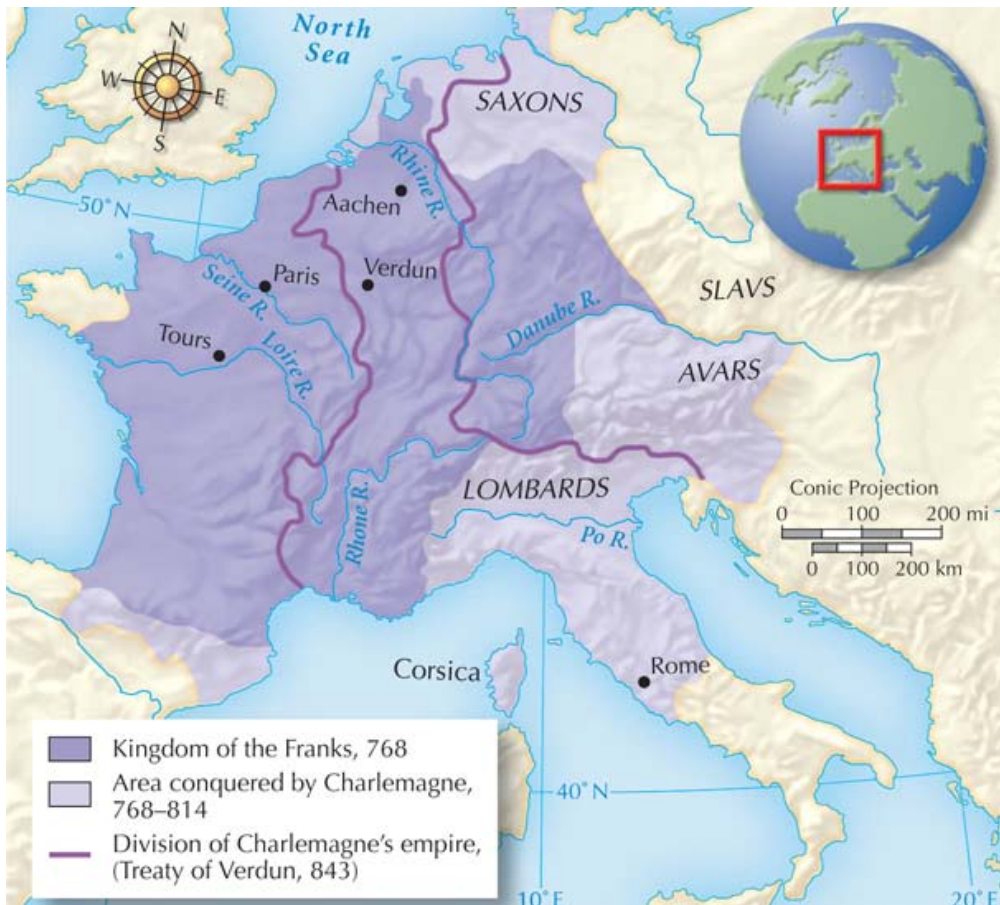 North
Sea
N
W
E
S
SAXONS
Rhine R.
50°N
Aachen
Paris
Verdun
Seine R.
SLAVS
Danube R.
Tours
Loire R.
AVARS
LOMBARDS
Rhone R.
Po R.
Conic Projection
0 100 200 mi
0 100 200 km
Corsica
Rome
Kingdom of the Franks, 768
Area conquered by Charlemagne,
768–814
Division of Charlemagne's empire,
(Treaty of Verdun, 843)
40°N
10°E
20°E